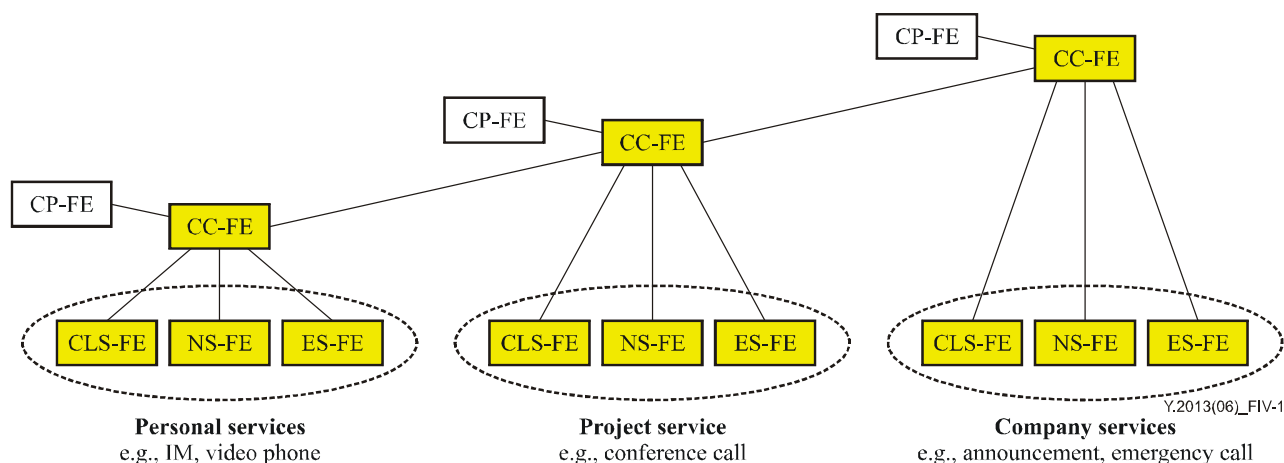 CP-FE
CC-FE
CP-FE
CC-FE
CP-FE
CC-FE
CLS-FE NS-FE ES-FE
CLS-FE NS-FE ES-FE
CLS-FE NS-FE ES-FE
Y.2013(06)_FIV-1
Personal services
e.g., IM, video phone
Project service
e.g., conference call
Company services
e.g., announcement, emergency call